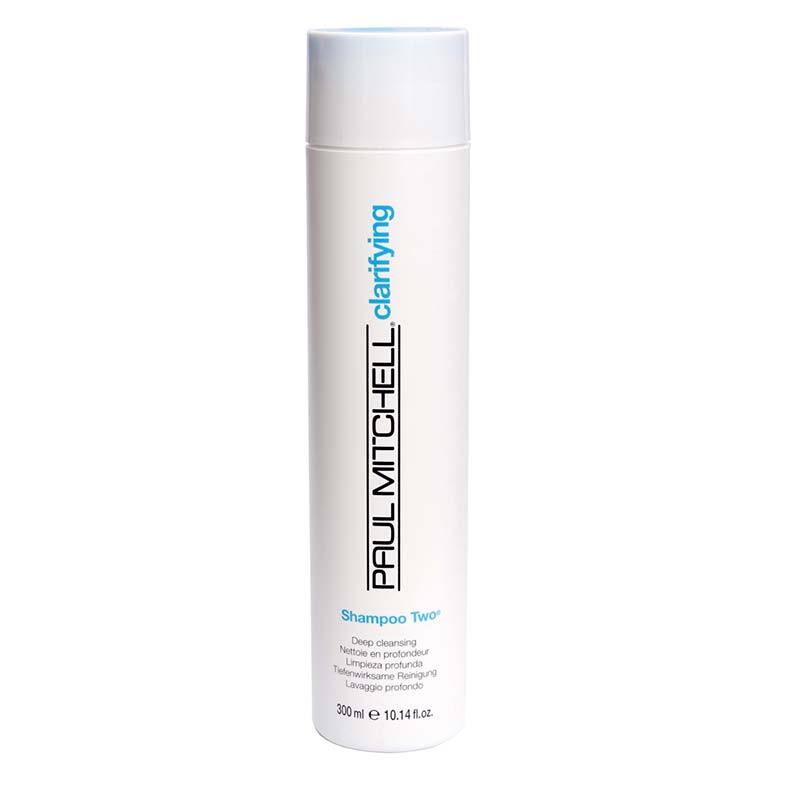 PAUL MITCHELL® clarifying
Shampoo Two®
Deep cleansing
Nettoie en profondeur
Limpieza profunda
Tiefenwirksame Reinigung
Lavaggio profondo
300 ml ℮ 10.14 fl.oz.